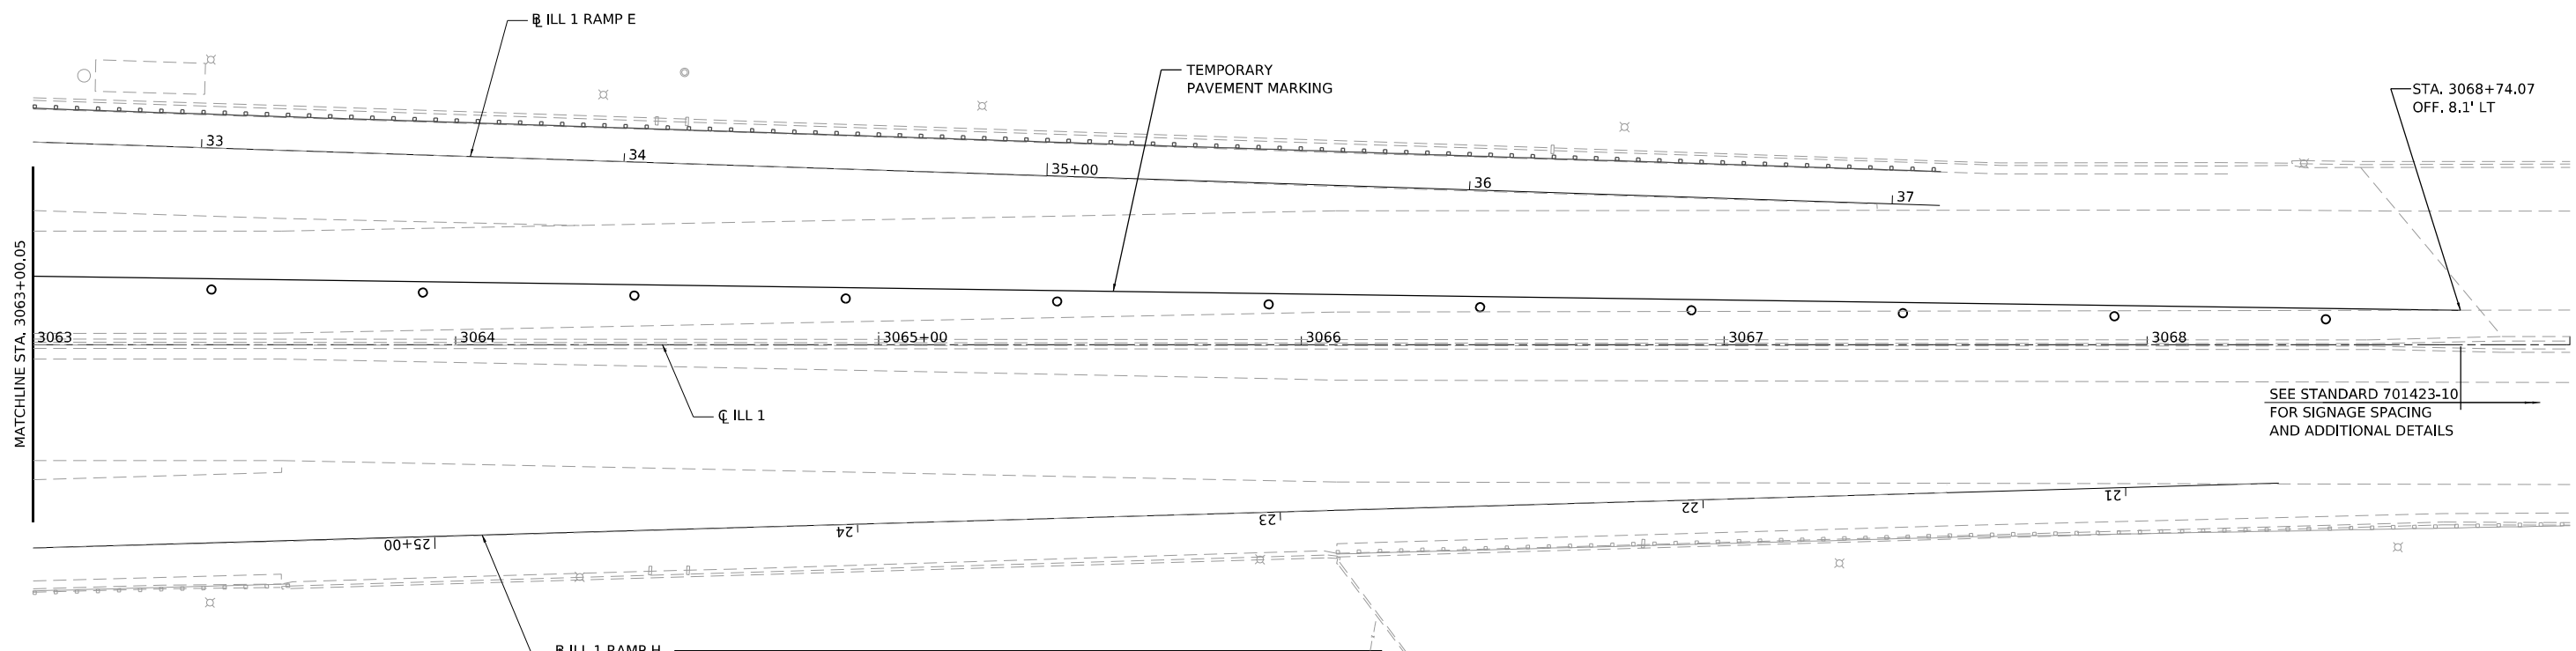 ℄ ILL 1 RAMP E
TEMPORARY
PAVEMENT MARKING
STA. 3068+74.07
OFF. 8.1' LT
33
34
35+00
36
37
MATCHLINE STA. 3063+00.05
3063
3064
3065+00
3066
3067
3068
℄ ILL 1
SEE STANDARD 701423-10
FOR SIGNAGE SPACING
AND ADDITIONAL DETAILS
25+00
24
23
22
21
ILL 1 RAMP H